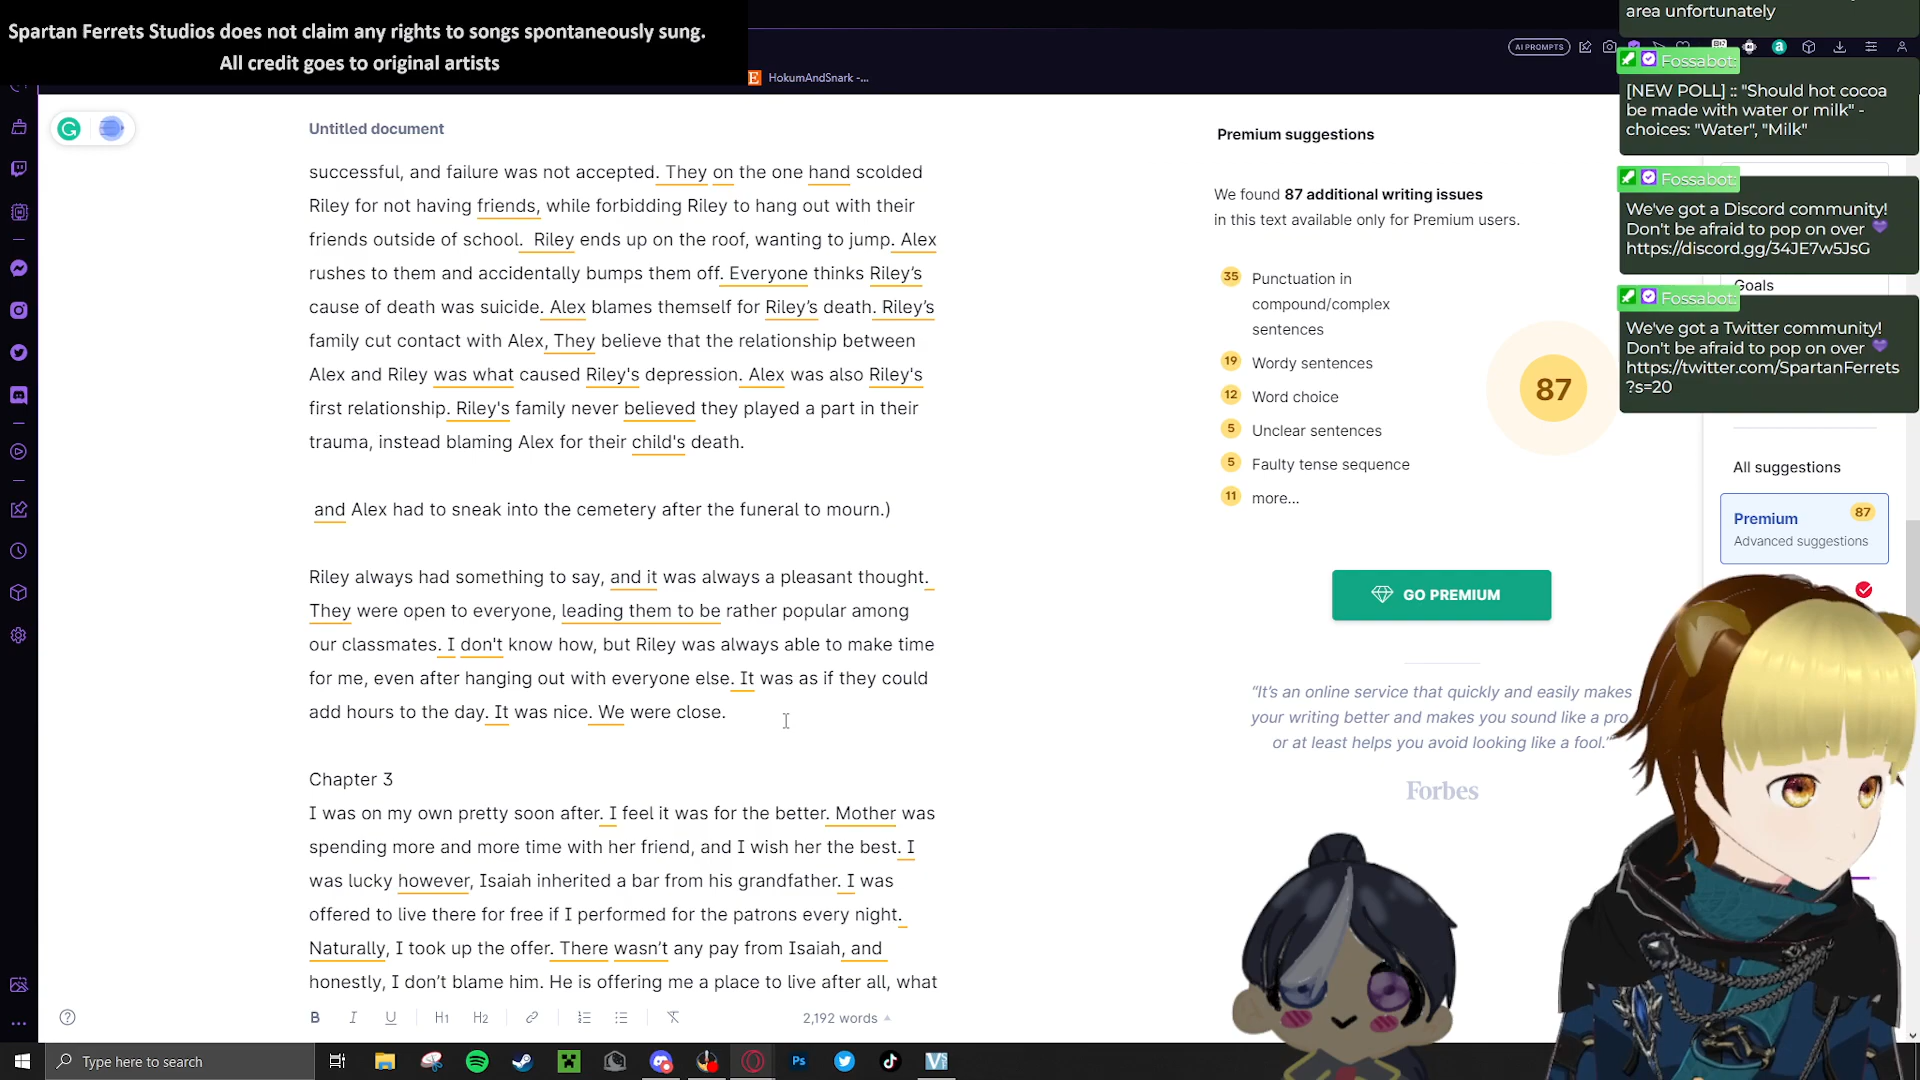 Spartan Ferrets Studios does not claim any rights to songs spontaneously sung.
All credit goes to original artists
HokumAndSnark -...
AI PROMPTS
Untitled document
successful, and failure was not accepted. They on the one hand scolded
Riley for not having friends, while forbidding Riley to hang out with their
friends outside of school.  Riley ends up on the roof, wanting to jump. Alex
rushes to them and accidentally bumps them off. Everyone thinks Riley’s
cause of death was suicide. Alex blames themself for Riley’s death. Riley’s
family cut contact with Alex, They believe that the relationship between
Alex and Riley was what caused Riley's depression. Alex was also Riley's
first relationship. Riley's family never believed they played a part in their
trauma, instead blaming Alex for their child's death.
and Alex had to sneak into the cemetery after the funeral to mourn.)
Riley always had something to say, and it was always a pleasant thought.
They were open to everyone, leading them to be rather popular among
our classmates. I don't know how, but Riley was always able to make time
for me, even after hanging out with everyone else. It was as if they could
add hours to the day. It was nice. We were close.
Chapter 3
I was on my own pretty soon after. I feel it was for the better. Mother was
spending more and more time with her friend, and I wish her the best. I
was lucky however, Isaiah inherited a bar from his grandfather. I was
offered to live there for free if I performed for the patrons every night.
Naturally, I took up the offer. There wasn’t any pay from Isaiah, and
honestly, I don’t blame him. He is offering me a place to live after all, what
B I U H1 H2
2,192 words
Premium suggestions
We found 87 additional writing issues
in this text available only for Premium users.
35 Punctuation in
compound/complex
sentences
19 Wordy sentences
12 Word choice
5 Unclear sentences
5 Faulty tense sequence
11 more...
87
GO PREMIUM
“It’s an online service that quickly and easily makes
your writing better and makes you sound like a pro,
or at least helps you avoid looking like a fool.”
Forbes
area unfortunately
Fossabot:
[NEW POLL] :: "Should hot cocoa
be made with water or milk" -
choices: "Water", "Milk"
Fossabot:
We've got a Discord community!
Don't be afraid to pop on over
https://discord.gg/34JE7w5JsG
Goals
Fossabot:
We've got a Twitter community!
Don't be afraid to pop on over
https://twitter.com/SpartanFerrets
?s=20
All suggestions
Premium 87
Advanced suggestions
Type here to search
Ps